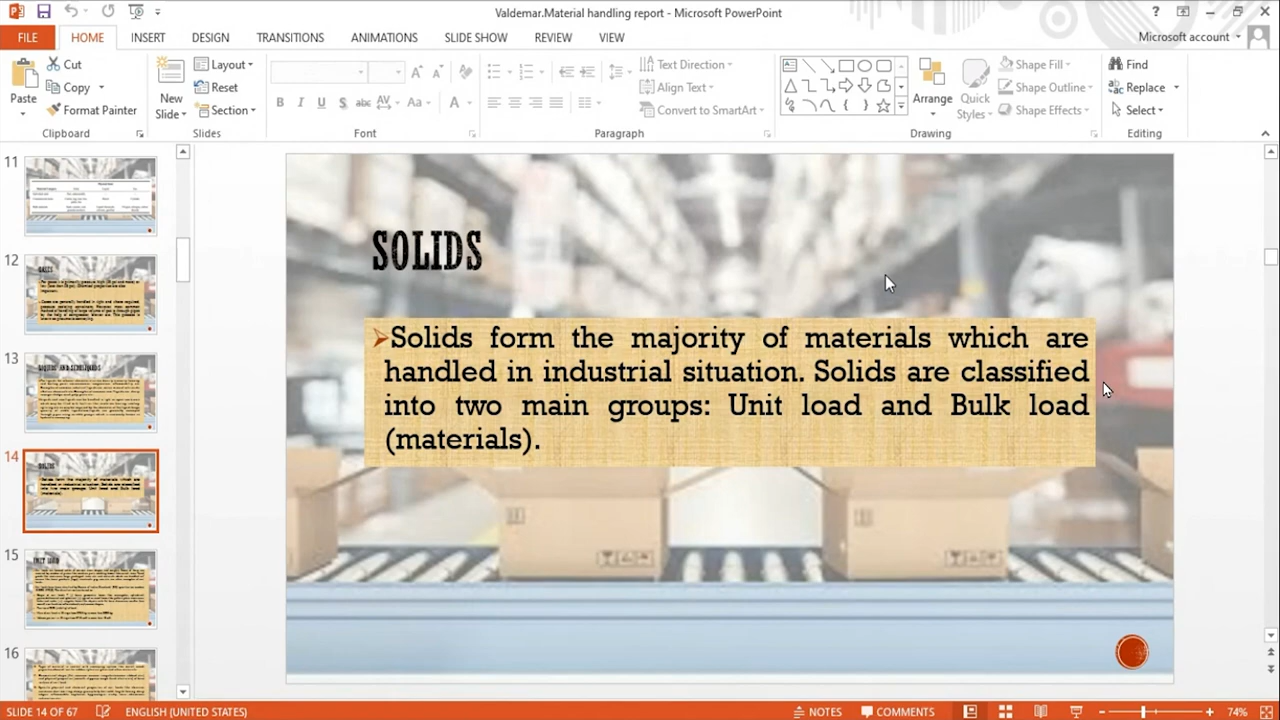 Valdemar.Material handling report - Microsoft PowerPoint
FILE HOME INSERT DESIGN TRANSITIONS ANIMATIONS SLIDE SHOW REVIEW VIEW Microsoft account
Paste
Cut
Copy
Format Painter
Clipboard
New
Slide
Layout
Reset
Section
Slides
Font
Text Direction
Align Text
Convert to SmartArt
Paragraph
Arrange
Quick
Styles
Shape Fill
Shape Outline
Shape Effects
Drawing
Find
Replace
Select
Editing
11
12
13
14
15
16
SOLIDS
Solids form the majority of materials which are
handled in industrial situation. Solids are classified
into two main groups: Unit load and Bulk load
(materials).
SLIDE 14 OF 67 ENGLISH (UNITED STATES) NOTES COMMENTS 74%